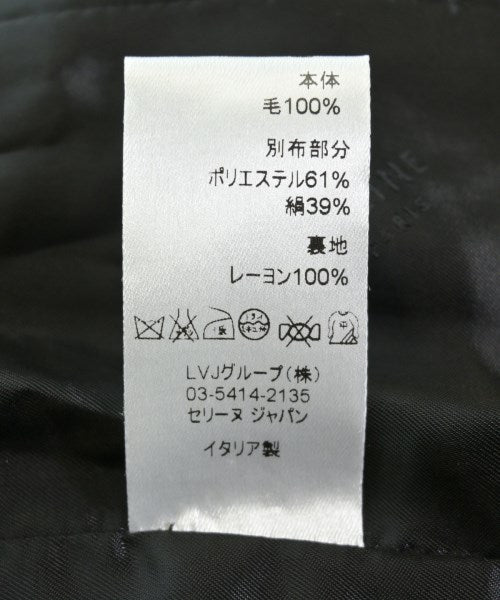 本体
毛100%
別布部分
ポリエステル61%
絹39%
裏地
レーヨン100%
LVJグループ(株)
03-5414-2135
セリーヌ ジャパン
イタリア製